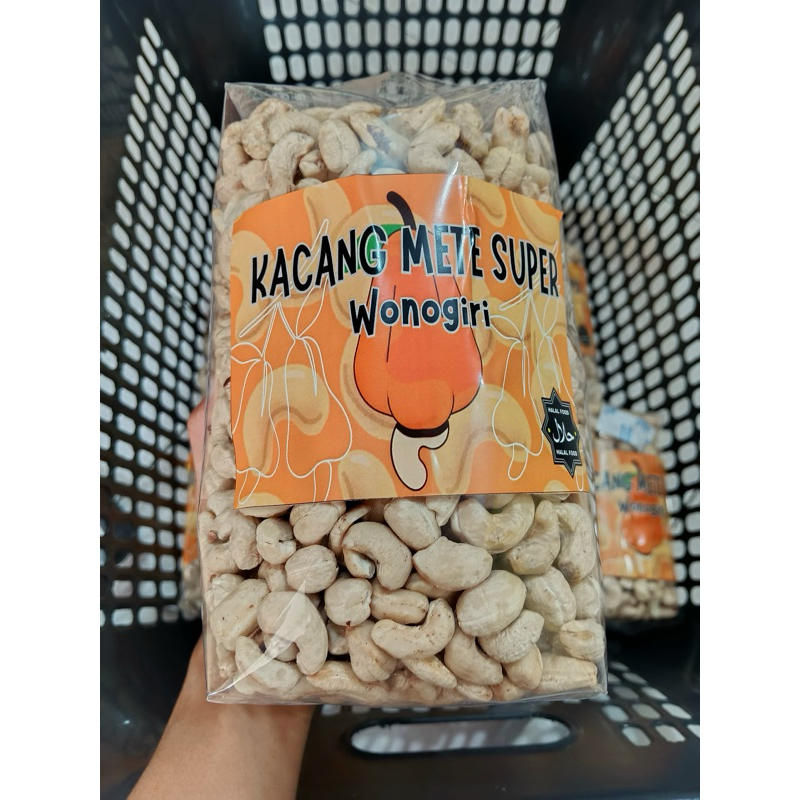 KACANG METE SUPER
Wonogiri
HALAL FOOD
حلال
HALAL FOOD